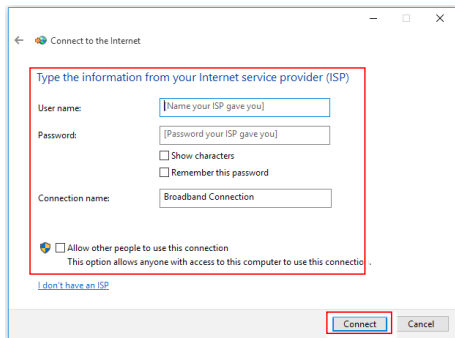 Connect to the Internet
Type the information from your Internet service provider (ISP)
User name: [Name your ISP gave you]
Password: [Password your ISP gave you]
Show characters
Remember this password
Connection name: Broadband Connection
Allow other people to use this connection
This option allows anyone with access to this computer to use this connection.
I don't have an ISP
Connect Cancel